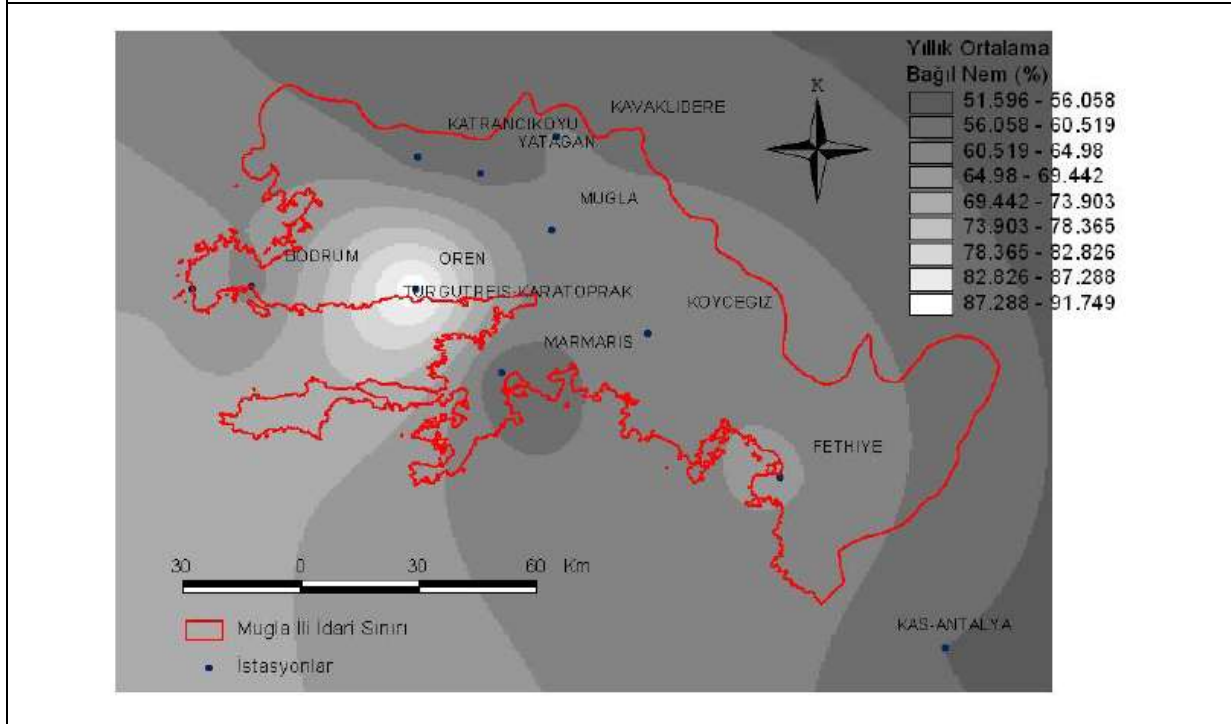 Yıllık Ortalama
Bağıl Nem (%)
51.596 - 56.058
56.058 - 60.519
60.519 - 64.98
64.98 - 69.442
69.442 - 73.903
73.903 - 78.365
78.365 - 82.826
82.826 - 87.288
87.288 - 91.749
K
KAVAKLIDERE
KATRANCIKOYU
YATAGAN
MUGLA
BODRUM
OREN
TURGUTREIS-KARATOPRAK
KOYCEGIZ
MARMARIS
FETHIYE
KAS-ANTALYA
30 0 30 60 Km
Mugla İli İdari Sınırı
İstasyonlar